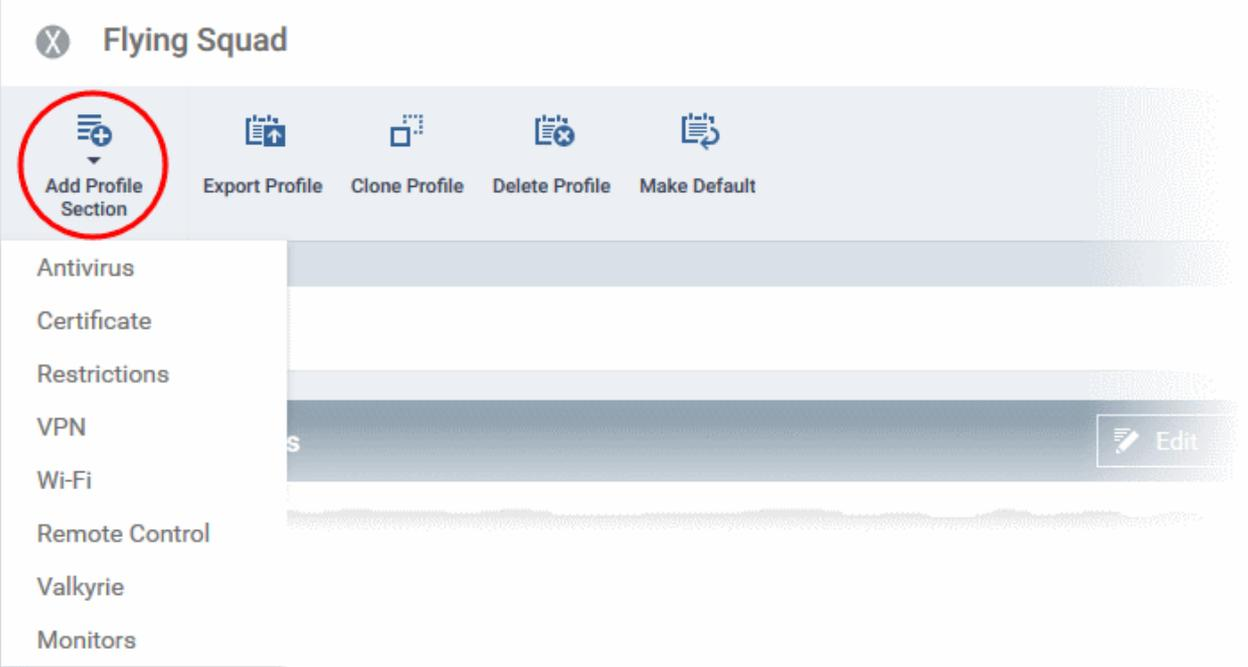 Flying Squad
Add Profile
Section
Export Profile
Clone Profile
Delete Profile
Make Default
Antivirus
Certificate
Restrictions
VPN
s
Edit
Wi-Fi
Remote Control
Valkyrie
Monitors